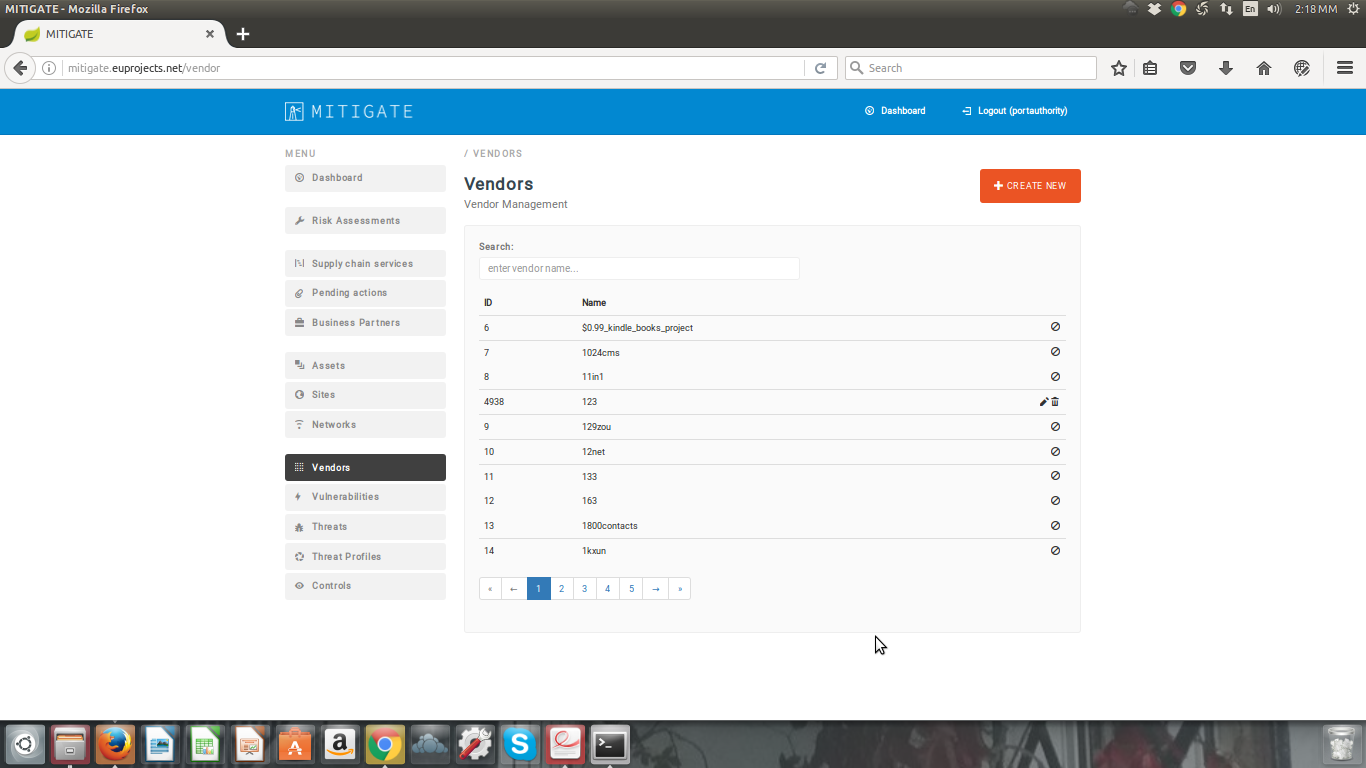 MITIGATE - Mozilla Firefox
En
2:18 MM
MITIGATE
mitigate.euprojects.net/vendor
Search
MITIGATE
Dashboard
Logout (portauthority)
MENU
Dashboard
Risk Assessments
Supply chain services
Pending actions
Business Partners
Assets
Sites
Networks
Vendors
Vulnerabilities
Threats
Threat Profiles
Controls
/ VENDORS
Vendors
Vendor Management
CREATE NEW
Search:
enter vendor name...
ID Name
6 $0.99_kindle_books_project
7 1024cms
8 11in1
4938 123
9 129zou
10 12net
11 133
12 163
13 1800contacts
14 1kxun
« ← 1 2 3 4 5 → »